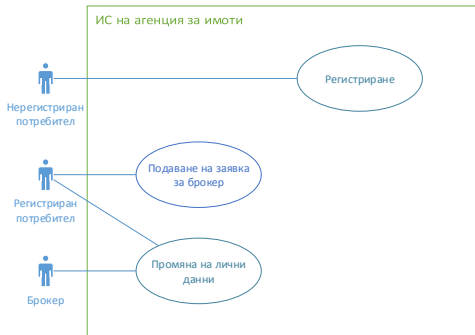 ИС на агенция за имоти
Регистриране
Нерегистриран
потребител
Подаване на заявка
за брокер
Регистриран
потребител
Промяна на лични
данни
Брокер